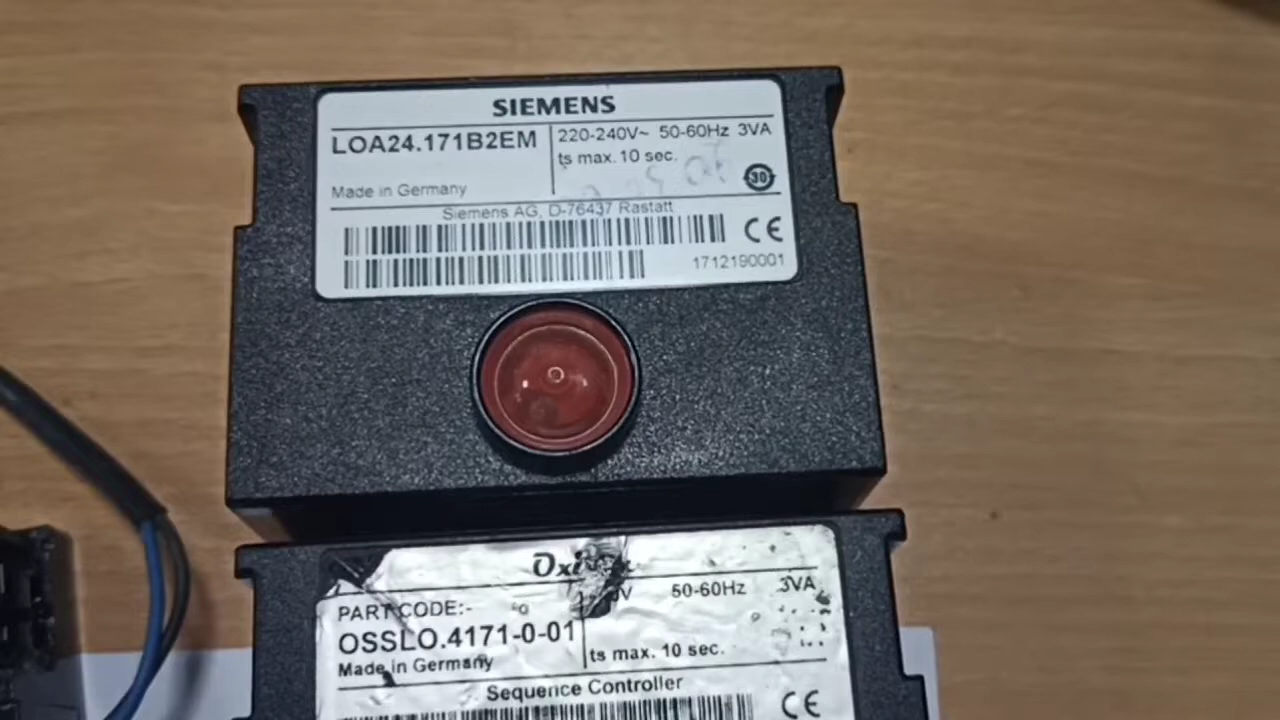 SIEMENS
LOA24.171B2EM
220-240V~ 50-60Hz 3VA
ts max. 10 sec.
30
Made in Germany
Siemens AG, D-76437 Rastatt
CE
1712190001
50-60Hz 3VA
PART CODE:-
OSSLO.4171-0-01
ts max. 10 sec.
Made in Germany
Sequence Controller
CE